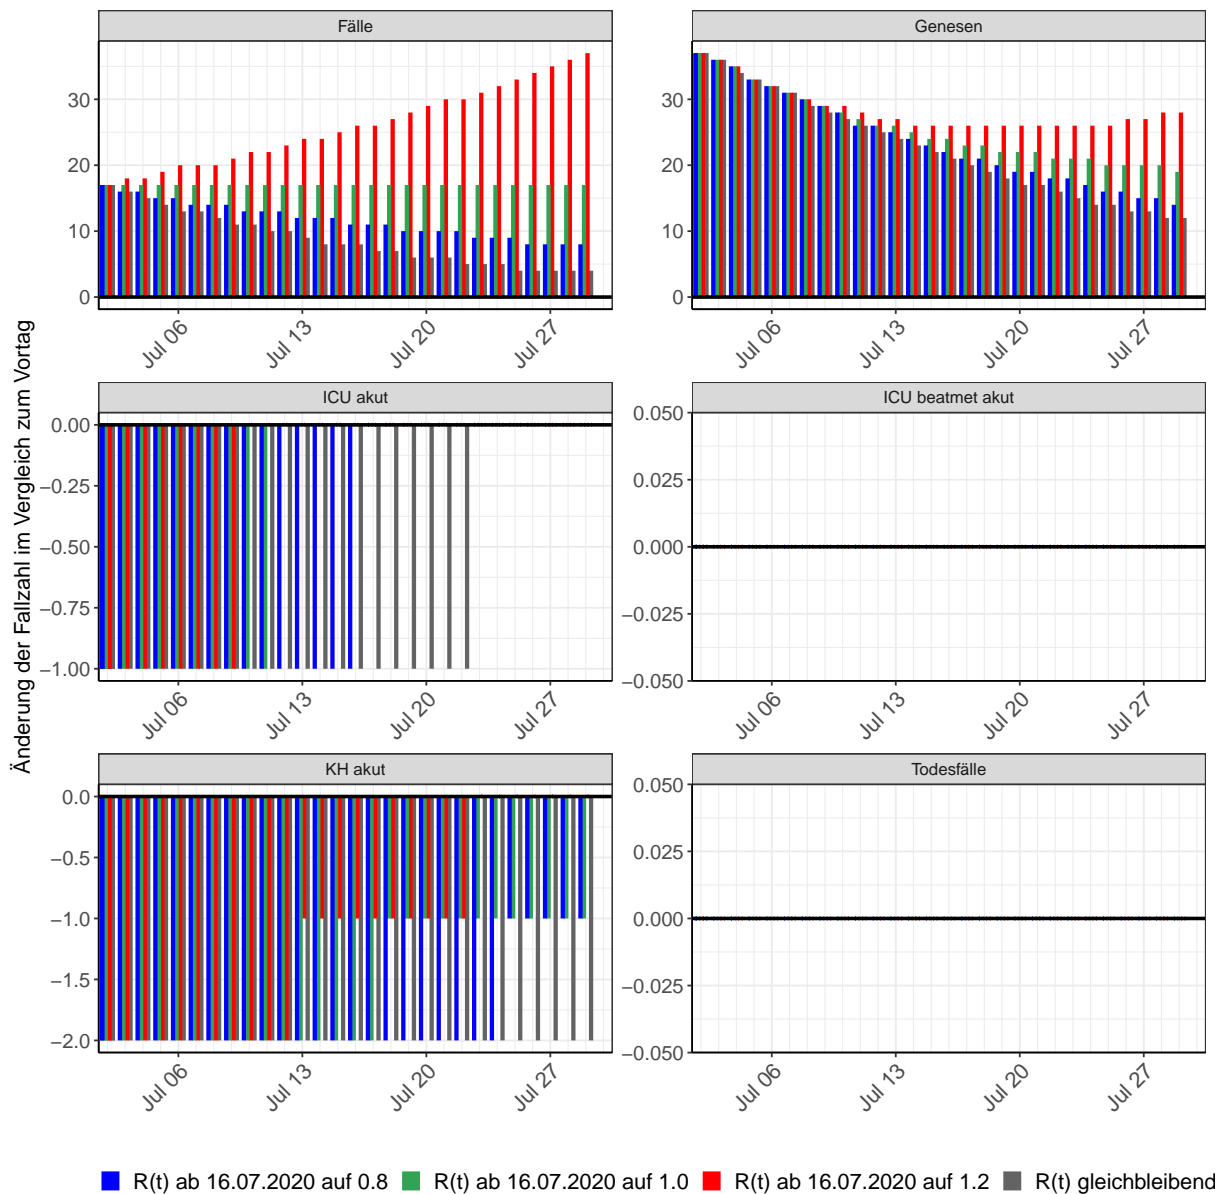 Fälle
Genesen
30
20
10
0
Jul 06
Jul 13
Jul 20
Jul 27
30
20
10
0
Jul 06
Jul 13
Jul 20
Jul 27
Änderung der Fallzahl im Vergleich zum Vortag
ICU akut
ICU beatmet akut
0.00
−0.25
−0.50
−0.75
−1.00
Jul 06
Jul 13
Jul 20
Jul 27
0.050
0.025
0.000
−0.025
−0.050
Jul 06
Jul 13
Jul 20
Jul 27
KH akut
Todesfälle
0.0
−0.5
−1.0
−1.5
−2.0
Jul 06
Jul 13
Jul 20
Jul 27
0.050
0.025
0.000
−0.025
−0.050
Jul 06
Jul 13
Jul 20
Jul 27
R(t) ab 16.07.2020 auf 0.8
R(t) ab 16.07.2020 auf 1.0
R(t) ab 16.07.2020 auf 1.2
R(t) gleichbleibend